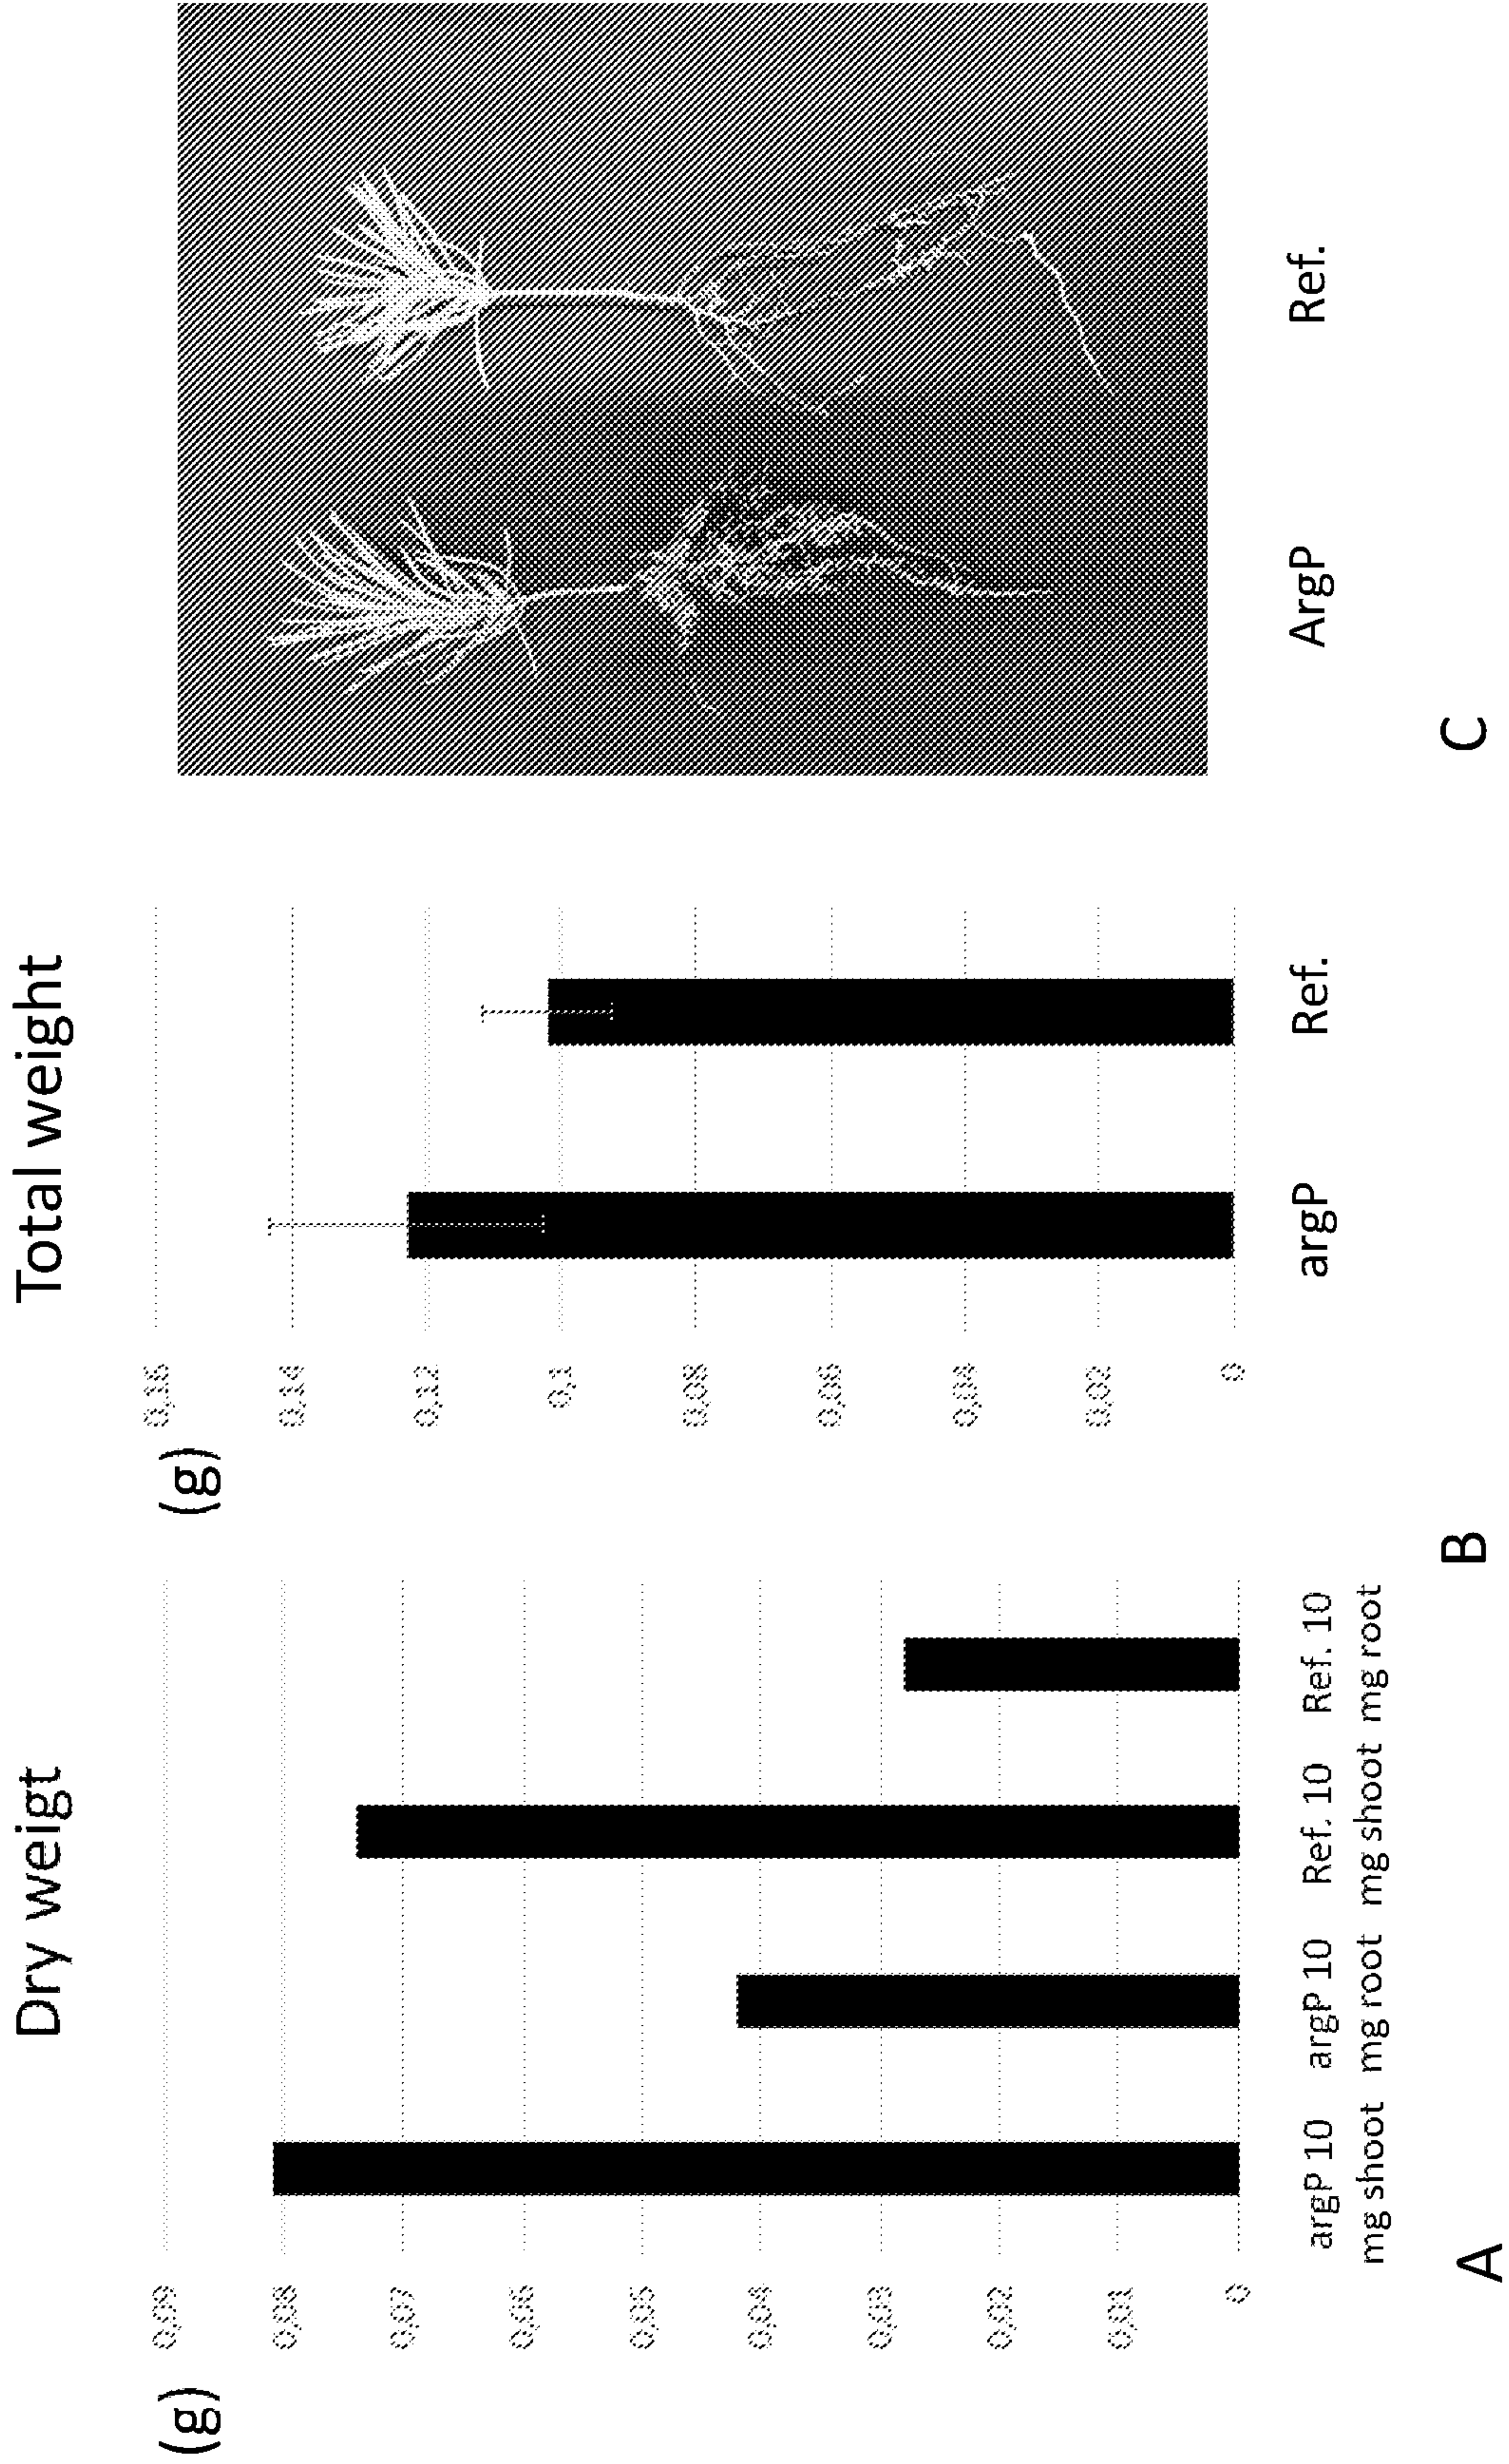 Dry weigt
(g)
0,09
0,08
0,07
0,06
0,05
0,04
0,03
0,02
0,01
0
argP 10 argP 10 Ref. 10 Ref. 10
mg shoot mg root mg shoot mg root
A
Total weight
(g)
0,16
0,14
0,12
0,1
0,08
0,06
0,04
0,02
0
argP Ref.
B
ArgP Ref.
C